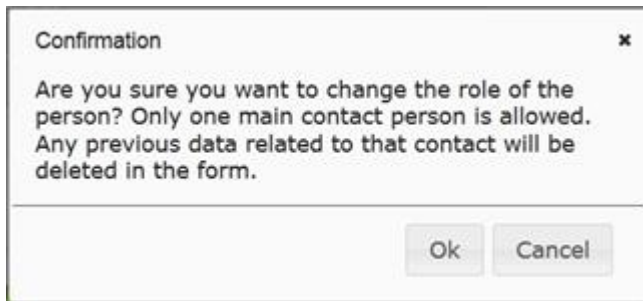 Confirmation
Are you sure you want to change the role of the
person? Only one main contact person is allowed.
Any previous data related to that contact will be
deleted in the form.
Ok Cancel